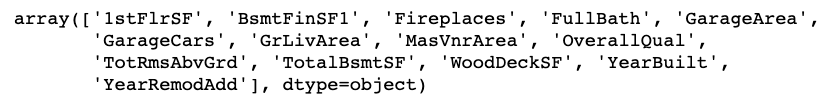 array(['1stFlrSF', 'BsmtFinSF1', 'Fireplaces', 'FullBath', 'GarageArea',
'GarageCars', 'GrLivArea', 'MasVnrArea', 'OverallQual',
'TotRmsAbvGrd', 'TotalBsmtSF', 'WoodDeckSF', 'YearBuilt',
'YearRemodAdd'], dtype=object)